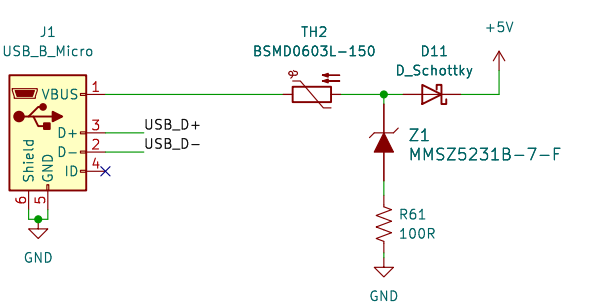 J1
USB_B_Micro
TH2
BSMD0603L-150
D11
D_Schottky
+5V
VBUS
1
D+
3
USB_D+
D-
2
USB_D-
ID
4
Shield
GND
6
5
GND
θ
Z1
MMSZ5231B-7-F
R61
100R
GND